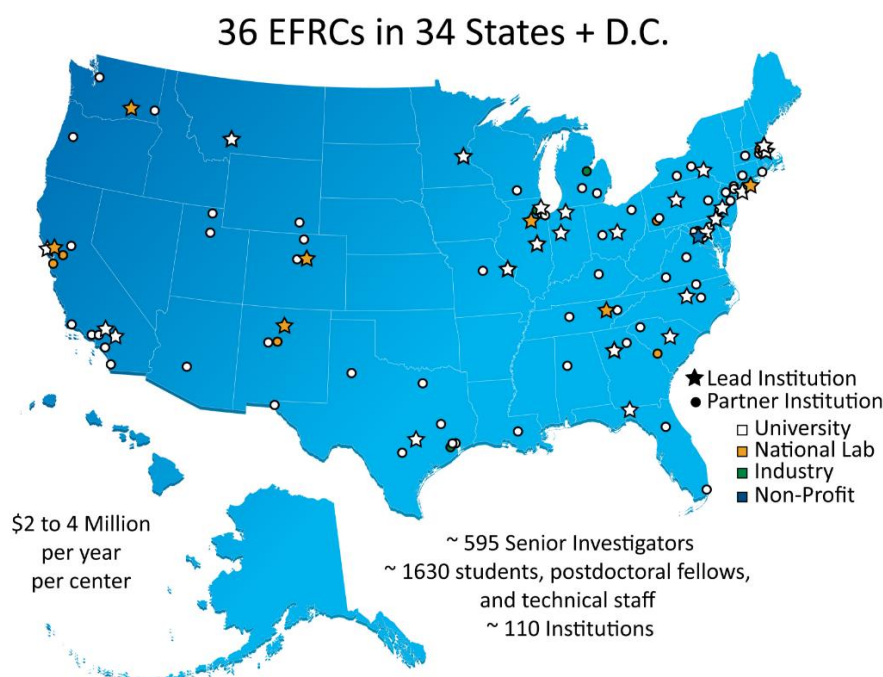 36 EFRCs in 34 States + D.C.
Lead Institution
Partner Institution
University
National Lab
Industry
Non-Profit
$2 to 4 Million
per year
per center
~ 595 Senior Investigators
~ 1630 students, postdoctoral fellows,
and technical staff
~ 110 Institutions